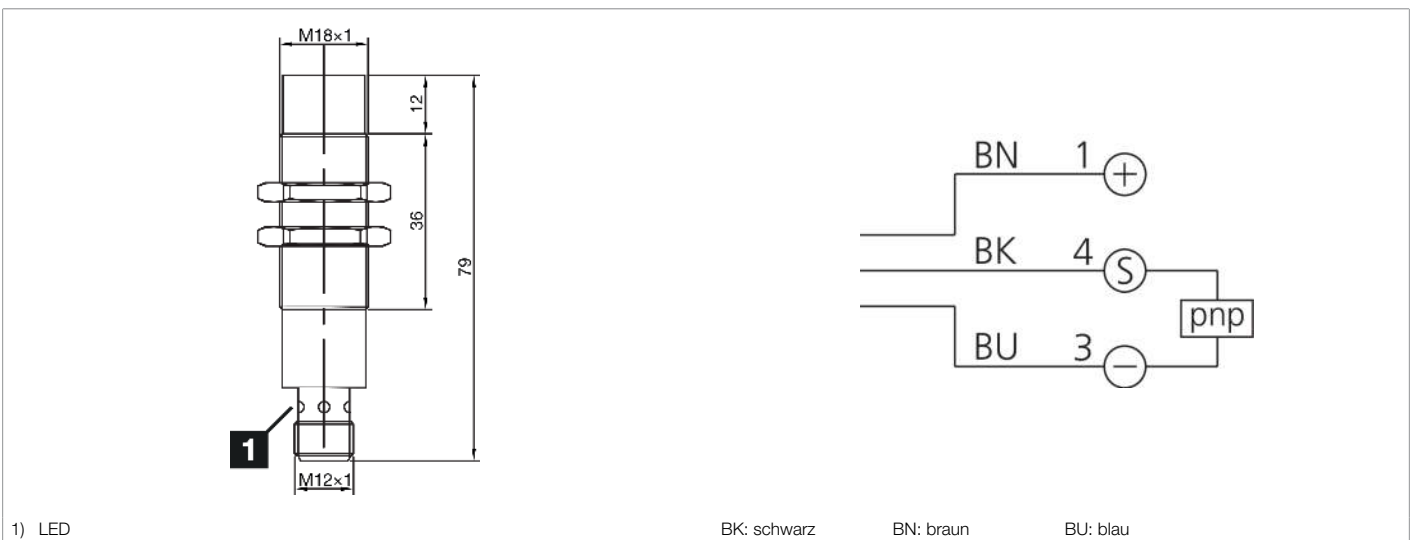 M18×1
12
36
79
1
M12×1
BN 1 +
BK 4 S
pnp
BU 3 −
1) LED
BK: schwarz BN: braun BU: blau